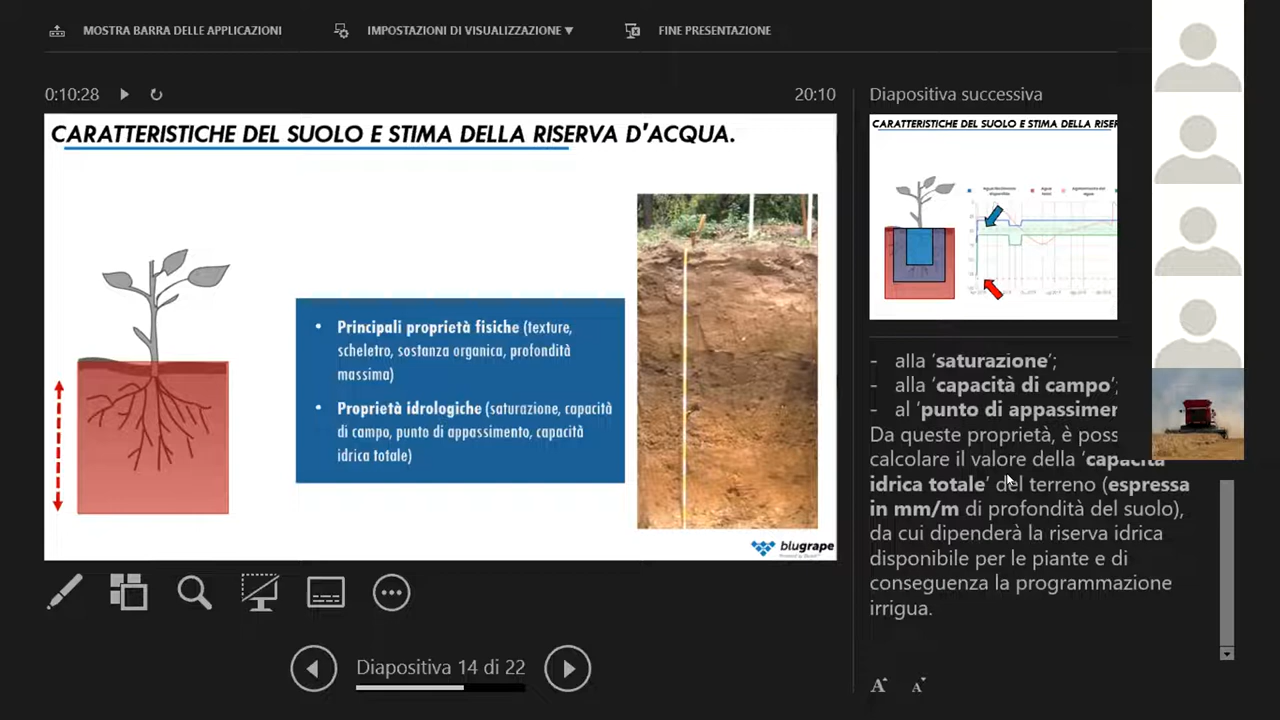 MOSTRA BARRA DELLE APPLICAZIONI
IMPOSTAZIONI DI VISUALIZZAZIONE ▼
FINE PRESENTAZIONE
0:10:28
20:10
CARATTERISTICHE DEL SUOLO E STIMA DELLA RISERVA D'ACQUA.
• Principali proprietà fisiche (texture,
scheletro, sostanza organica, profondità
massima)
• Proprietà idrologiche (saturazione, capacità
di campo, punto di appassimento, capacità
idrica totale)
blugrape
Diapositiva 14 di 22
Diapositiva successiva
CARATTERISTICHE DEL SUOLO E STIMA DELLA RISER
- alla 'saturazione';
- alla 'capacità di campo';
- al 'punto di appassimen
Da queste proprietà, è poss
calcolare il valore della 'capacità
idrica totale' del terreno (espressa
in mm/m di profondità del suolo),
da cui dipenderà la riserva idrica
disponibile per le piante e di
conseguenza la programmazione
irrigua.
A A